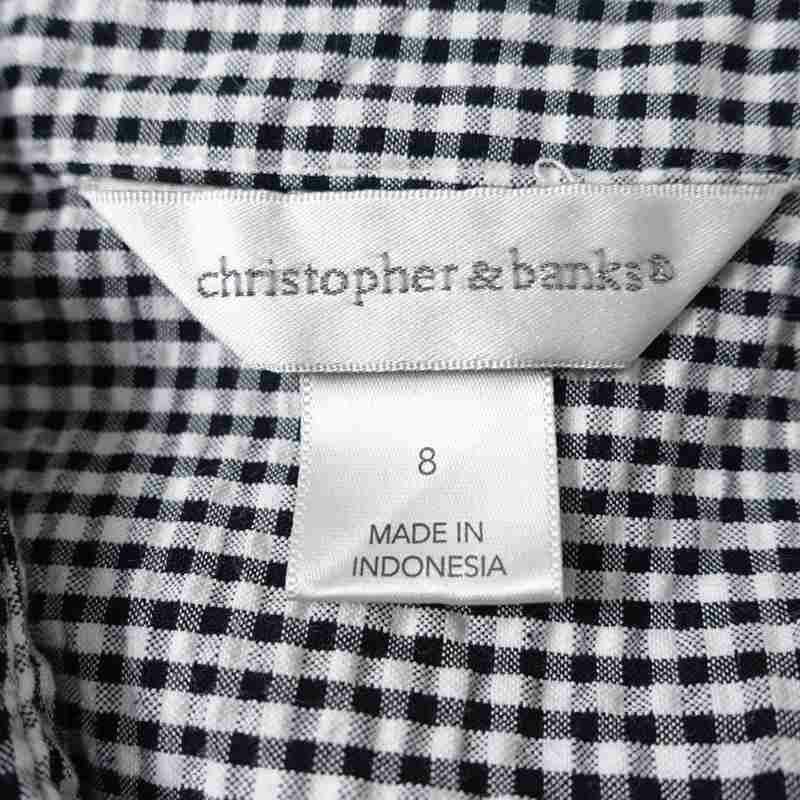 christopher & banks®
8
MADE IN
INDONESIA